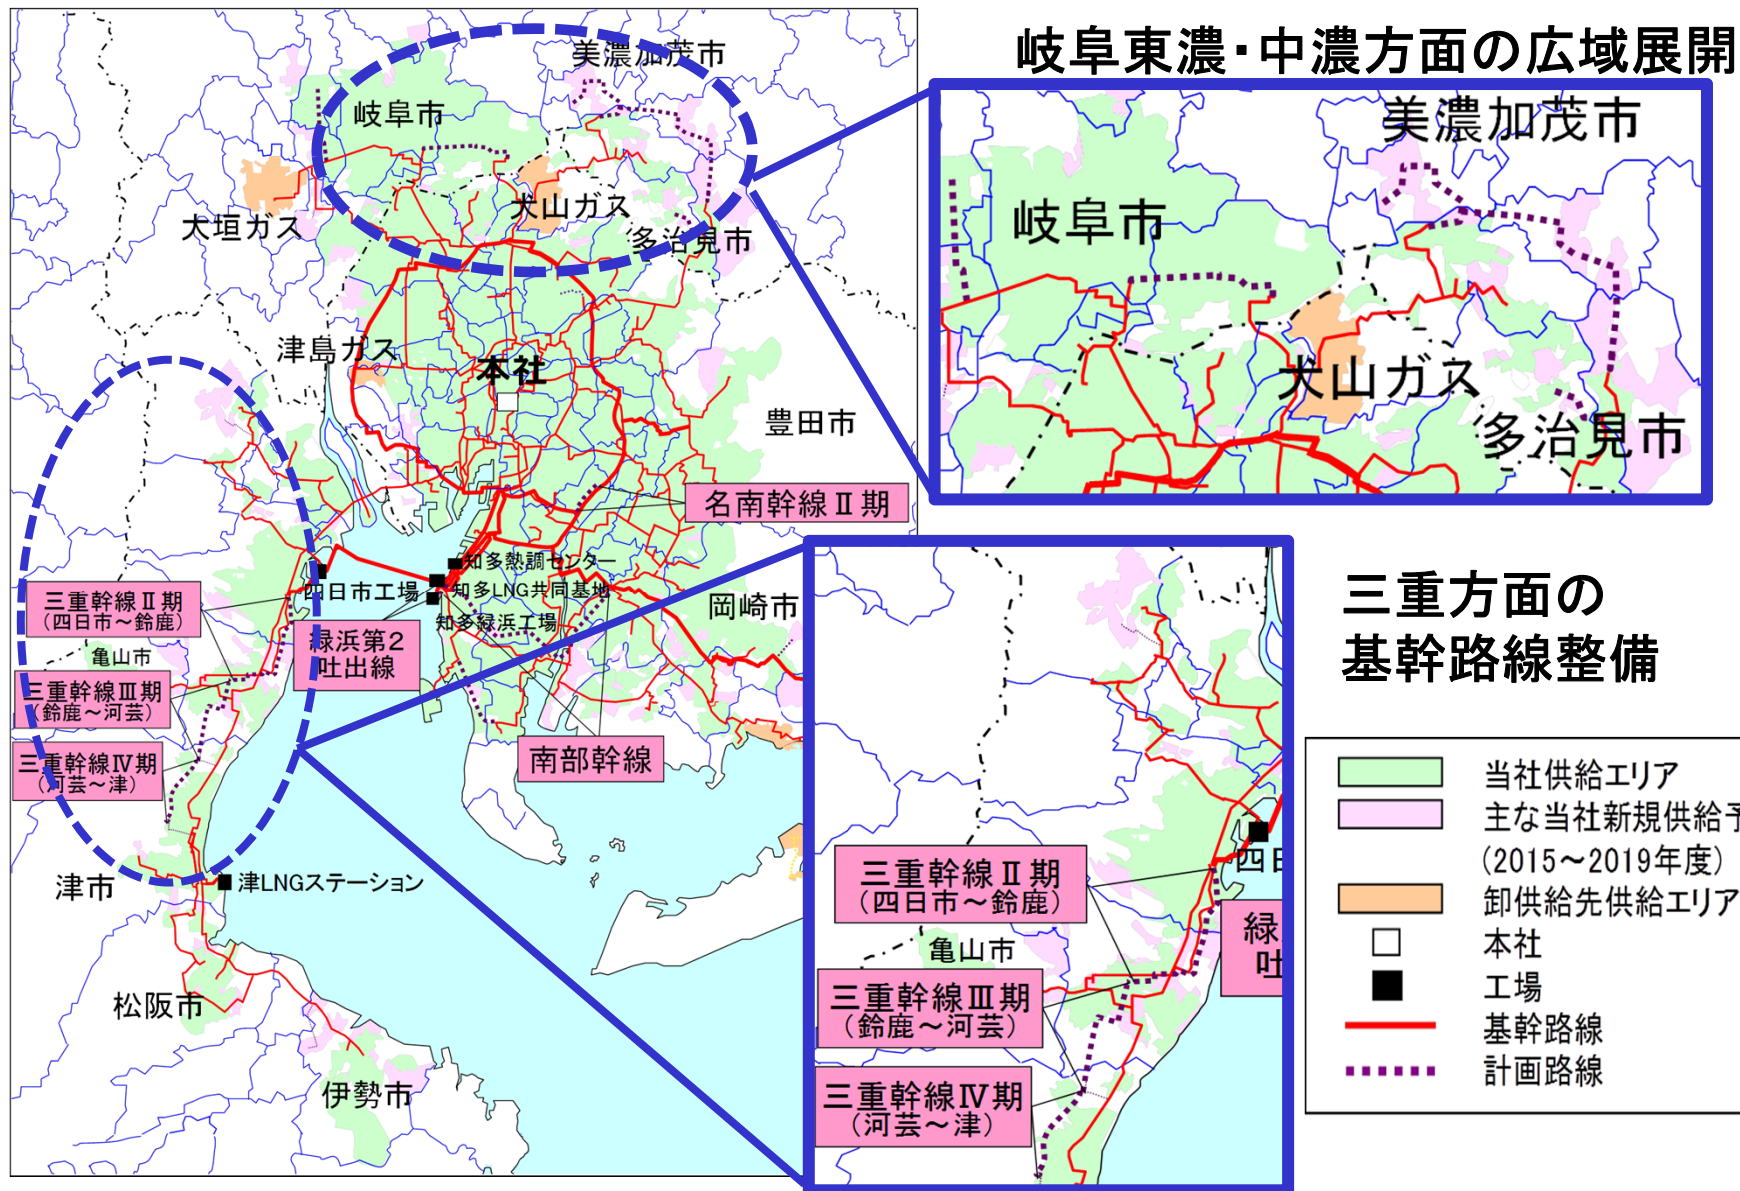 岐阜東濃・中濃方面の広域展開
美濃加茂市
岐阜市
大垣ガス
犬山ガス
多治見市
津島ガス
本社
豊田市
名南幹線Ⅱ期
知多熱調センター
四日市工場
知多LNG共同基地
知多緑浜工場
岡崎市
三重幹線Ⅱ期
(四日市～鈴鹿)
緑浜第2
吐出線
亀山市
三重幹線Ⅲ期
(鈴鹿～河芸)
三重幹線Ⅳ期
(河芸～津)
南部幹線
津市
津LNGステーション
松阪市
伊勢市
美濃加茂市
岐阜市
犬山ガス
多治見市
三重方面の
基幹路線整備
四日
三重幹線Ⅱ期
(四日市～鈴鹿)
緑
吐
亀山市
三重幹線Ⅲ期
(鈴鹿～河芸)
三重幹線Ⅳ期
(河芸～津)
当社供給エリア
主な当社新規供給予
(2015～2019年度)
卸供給先供給エリア
本社
工場
基幹路線
計画路線